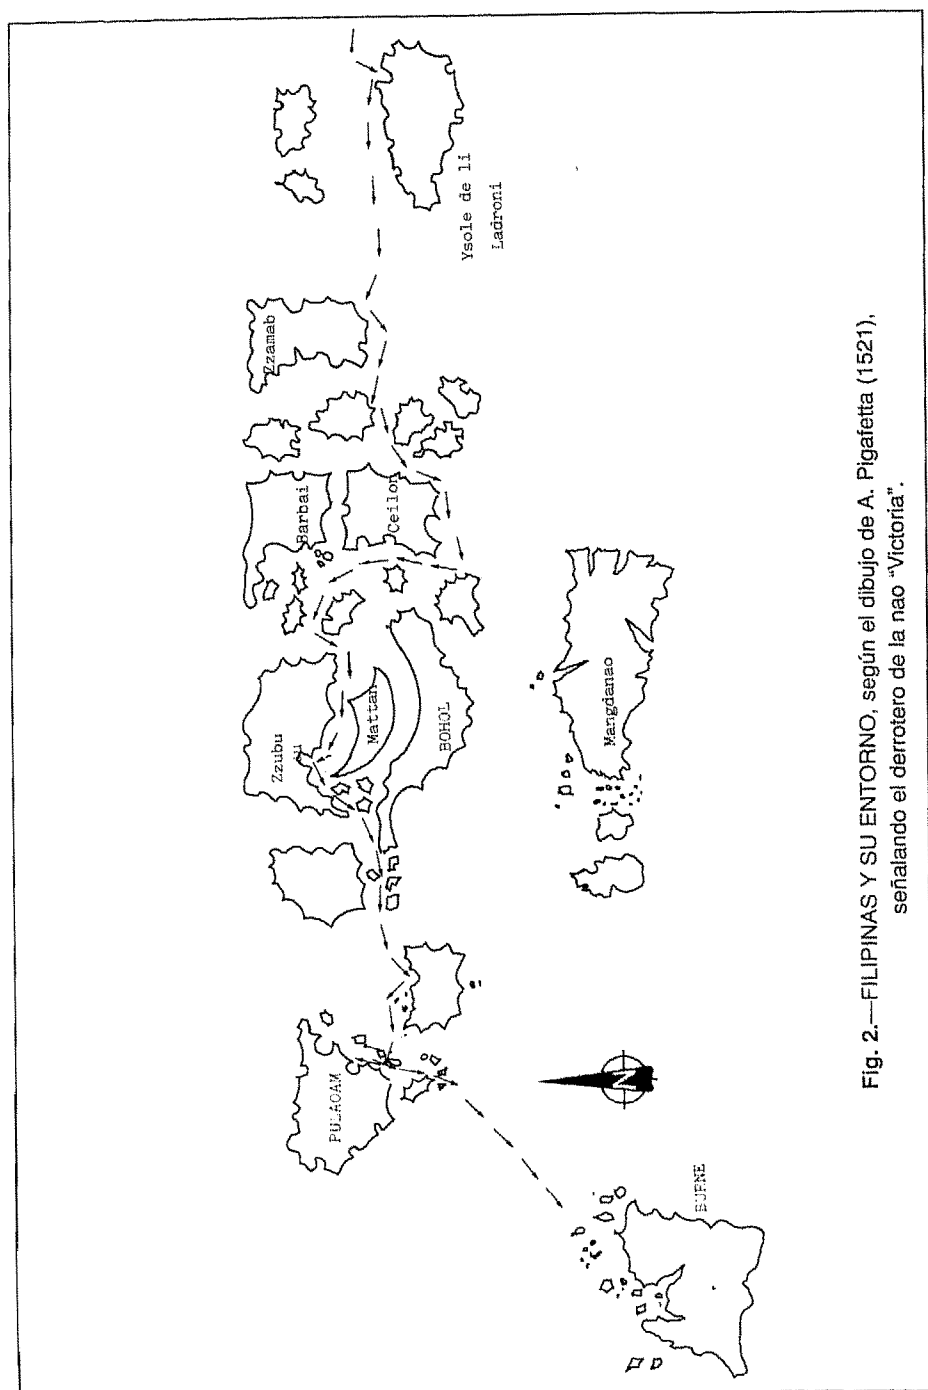 Ysole de li
Ladroni
Zzamab
Barbai
Ceilon
Zzubu
Mattan
BOHOL
Mangdanao
PULAOAM
N
BURNE
Fig. 2.—FILIPINAS Y SU ENTORNO, según el dibujo de A. Pigafetta (1521),
señalando el derrotero de la nao “Victoria”.